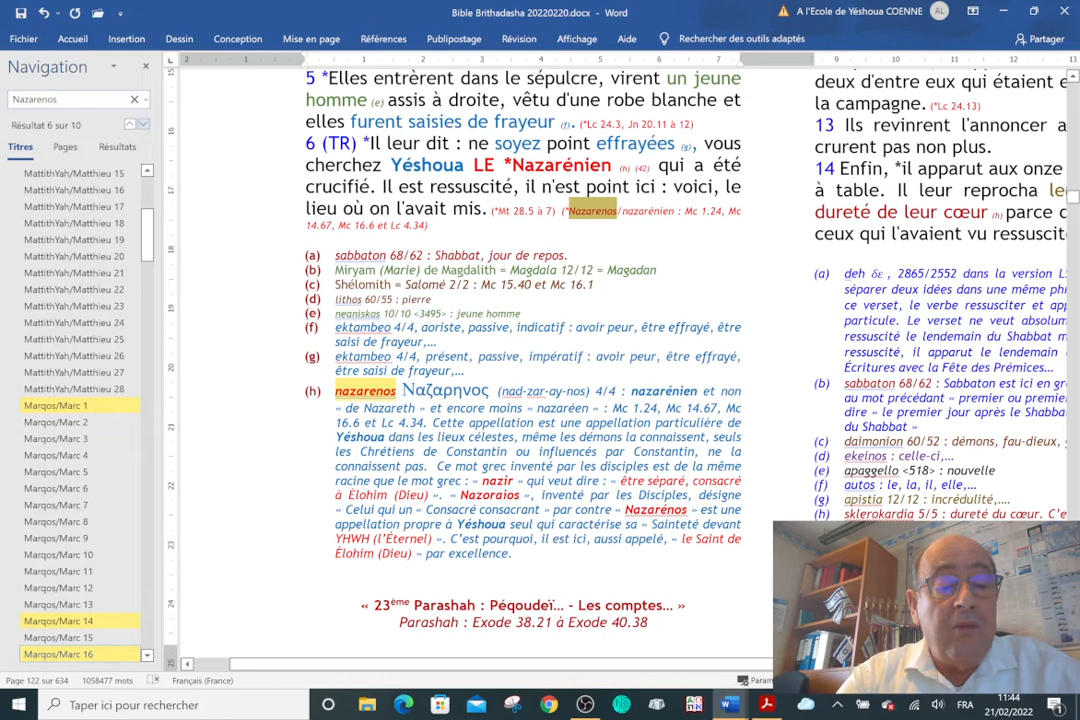 Bible Brithadasha 20220220.docx - Word
A l'Ecole de Yéshoua COENNE
AL
Fichier Accueil Insertion Dessin Conception Mise en page Références Publipostage Révision Affichage Aide Rechercher des outils adaptés Partager
Navigation
Nazarenos
Résultat 6 sur 10
Titres Pages Résultats
MattithYah/Matthieu 15
MattithYah/Matthieu 16
MattithYah/Matthieu 17
MattithYah/Matthieu 18
MattithYah/Matthieu 19
MattithYah/Matthieu 20
MattithYah/Matthieu 21
MattithYah/Matthieu 22
MattithYah/Matthieu 23
MattithYah/Matthieu 24
MattithYah/Matthieu 25
MattithYah/Matthieu 26
MattithYah/Matthieu 27
MattithYah/Matthieu 28
Marqos/Marc 1
Marqos/Marc 2
Marqos/Marc 3
Marqos/Marc 4
Marqos/Marc 5
Marqos/Marc 6
Marqos/Marc 7
Marqos/Marc 8
Marqos/Marc 9
Marqos/Marc 10
Marqos/Marc 11
Marqos/Marc 12
Marqos/Marc 13
Marqos/Marc 14
Marqos/Marc 15
Marqos/Marc 16
5 *Elles entrèrent dans le sépulcre, virent un jeune
homme (e) assis à droite, vêtu d'une robe blanche et
elles furent saisies de frayeur (f). (*Lc 24.3, Jn 20.11 à 12)
6 (TR) *Il leur dit : ne soyez point effrayées (g), vous
cherchez Yéshoua LE *Nazarénien (h) (42) qui a été
crucifié. Il est ressuscité, il n'est point ici : voici, le
lieu où on l'avait mis. (*Mt 28.5 à 7) (*Nazarenos/nazarénien : Mc 1.24, Mc
14.67, Mc 16.6 et Lc 4.34)
(a) sabbaton 68/62 : Shabbat, jour de repos.
(b) Miryam (Marie) de Magdalith = Magdala 12/12 = Magadan
(c) Shélomith = Salomé 2/2 : Mc 15.40 et Mc 16.1
(d) lithos 60/55 : pierre
(e) neaniskos 10/10 <3495> : jeune homme
(f) ektambeo 4/4, aoriste, passive, indicatif : avoir peur, être effrayé, être
saisi de frayeur,...
(g) ektambeo 4/4, présent, passive, impératif : avoir peur, être effrayé,
être saisi de frayeur,...
(h) nazarenos Ναζαρηνος (nad-zar-ay-nos) 4/4 : nazarénien et non
« de Nazareth » et encore moins « nazaréen » : Mc 1.24, Mc 14.67, Mc
16.6 et Lc 4.34. Cette appellation est une appellation particulière de
Yéshoua dans les lieux célestes, même les démons la connaissent, seuls
les Chrétiens de Constantin ou influencés par Constantin, ne la
connaissent pas. Ce mot grec inventé par les disciples est de la même
racine que le mot grec : « nazir » qui veut dire : « être séparé, consacré
à Èlohim (Dieu) ». « Nazoraios », inventé par les Disciples, désigne
« Celui qui un « Consacré consacrant » par contre « Nazarénos » est une
appellation propre à Yéshoua seul qui caractérise sa « Sainteté devant
YHWH (l'Éternel) ». C'est pourquoi, il est ici, aussi appelé, « le Saint de
Èlohim (Dieu) » par excellence.
« 23ème Parashah : Péqoudeï... - Les comptes... »
Parashah : Exode 38.21 à Exode 40.38
deux d'entre eux qui étaient e
la campagne. (*Lc 24.13)
13 Ils revinrent l'annoncer a
crurent pas non plus.
14 Enfin, *il apparut aux onze
à table. Il leur reprocha le
dureté de leur cœur (h) parce
ceux qui l'avaient vu ressuscit
(a) deh δε, 2865/2552 dans la version L
séparer deux idées dans une même ph
ce verset, le verbe ressusciter et app
particule. Le verset ne veut absolum
ressuscité le lendemain du Shabbat m
ressuscité, il apparut le lendemain
Écritures avec la Fête des Prémices...
(b) sabbaton 68/62 : Sabbaton est ici en gr
au mot précédant « premier ou premie
dire « le premier jour après le Shabba
du Shabbat »
(c) daimonion 60/52 : démons, fau-dieux,
(d) ekeinos : celle-ci,...
(e) apaggello <518> : nouvelle
(f) autos : le, la, il, elle,...
(g) apistia 12/12 : incrédulité,....
(h) sklerokardia 5/5 : dureté du cœur. C'e
Page 122 sur 634 1058477 mots Français (France) Param
Taper ici pour rechercher
FRA
11:44
21/02/2022